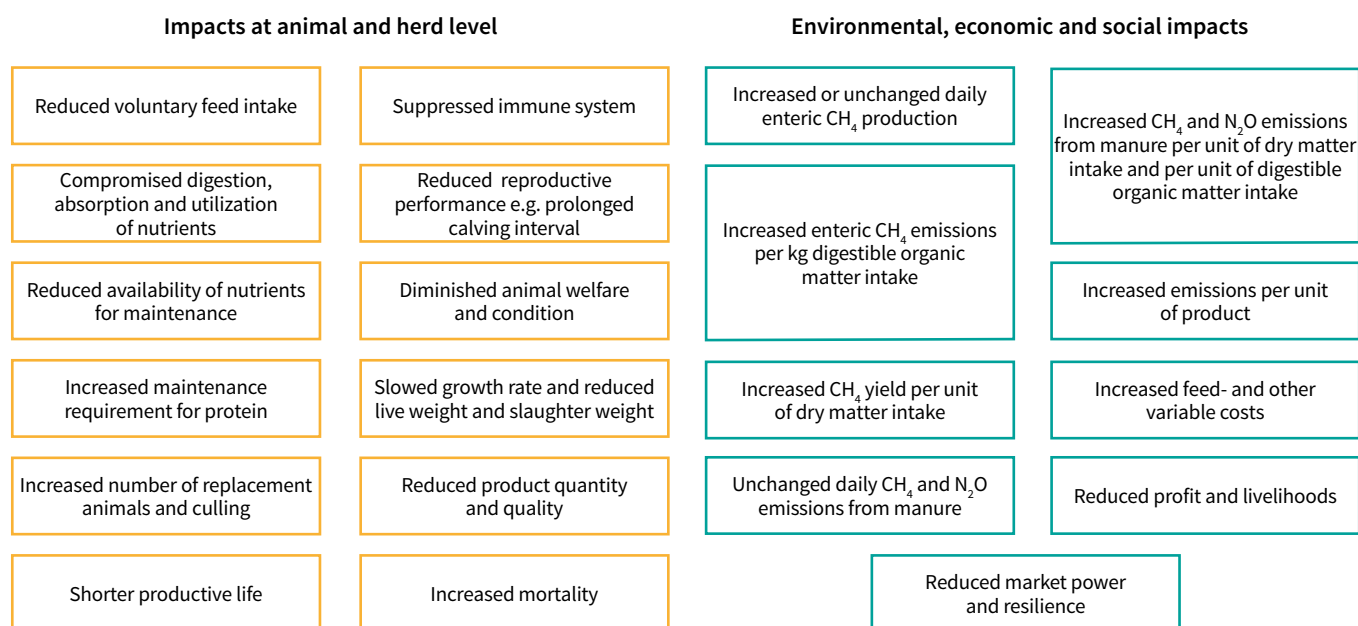 Impacts at animal and herd level
Reduced voluntary feed intake
Suppressed immune system
Compromised digestion,
absorption and utilization
of nutrients
Reduced reproductive
performance e.g. prolonged
calving interval
Reduced availability of nutrients
for maintenance
Diminished animal welfare
and condition
Increased maintenance
requirement for protein
Slowed growth rate and reduced
live weight and slaughter weight
Increased number of replacement
animals and culling
Reduced product quantity
and quality
Shorter productive life
Increased mortality
Environmental, economic and social impacts
Increased or unchanged daily
enteric CH₄ production
Increased CH₄ and N₂O emissions
from manure per unit of dry matter
intake and per unit of digestible
organic matter intake
Increased enteric CH₄ emissions
per kg digestible organic
matter intake
Increased emissions per unit
of product
Increased CH₄ yield per unit
of dry matter intake
Increased feed- and other
variable costs
Unchanged daily CH₄ and N₂O
emissions from manure
Reduced profit and livelihoods
Reduced market power
and resilience